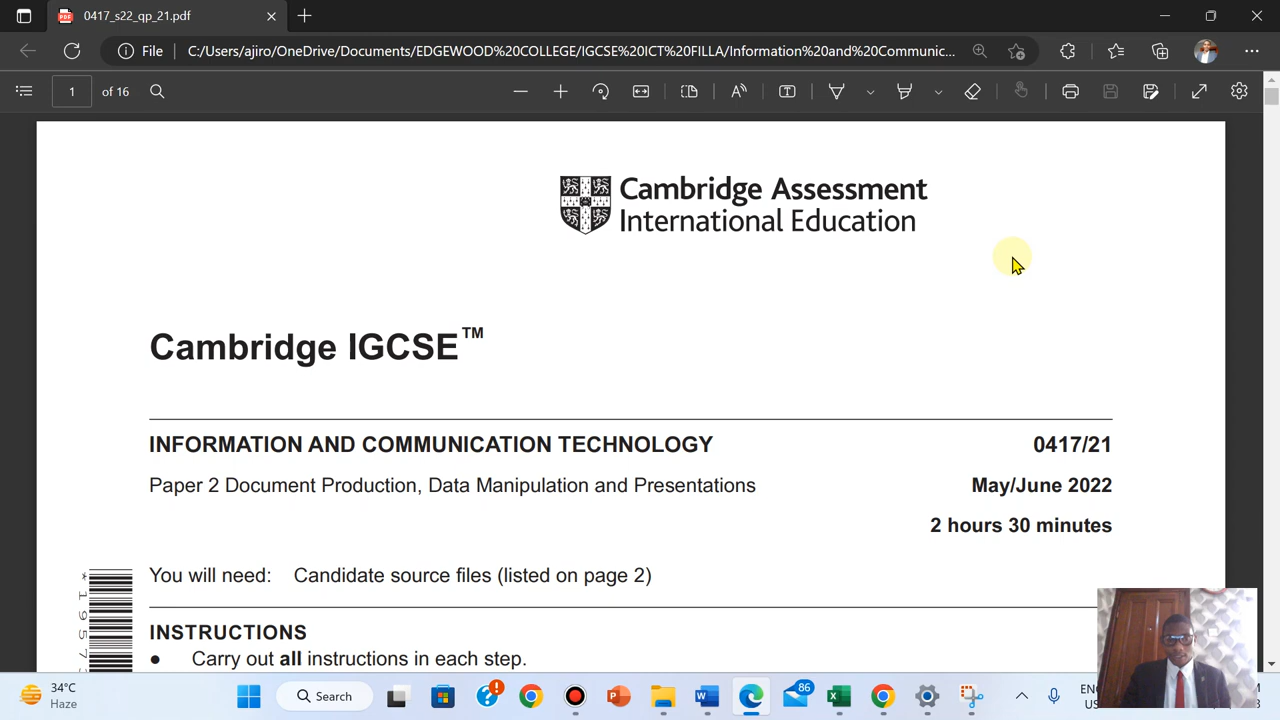 0417_s22_qp_21.pdf
File
C:/Users/ajiro/OneDrive/Documents/EDGEWOOD%20COLLEGE/IGCSE%20ICT%20FILLA/Information%20and%20Communic...
1 of 16
Cambridge Assessment
International Education
Cambridge IGCSE™
INFORMATION AND COMMUNICATION TECHNOLOGY 0417/21
Paper 2 Document Production, Data Manipulation and Presentations May/June 2022
2 hours 30 minutes
You will need: Candidate source files (listed on page 2)
INSTRUCTIONS
● Carry out all instructions in each step.
34°C
Haze
Search
86
ENG
US